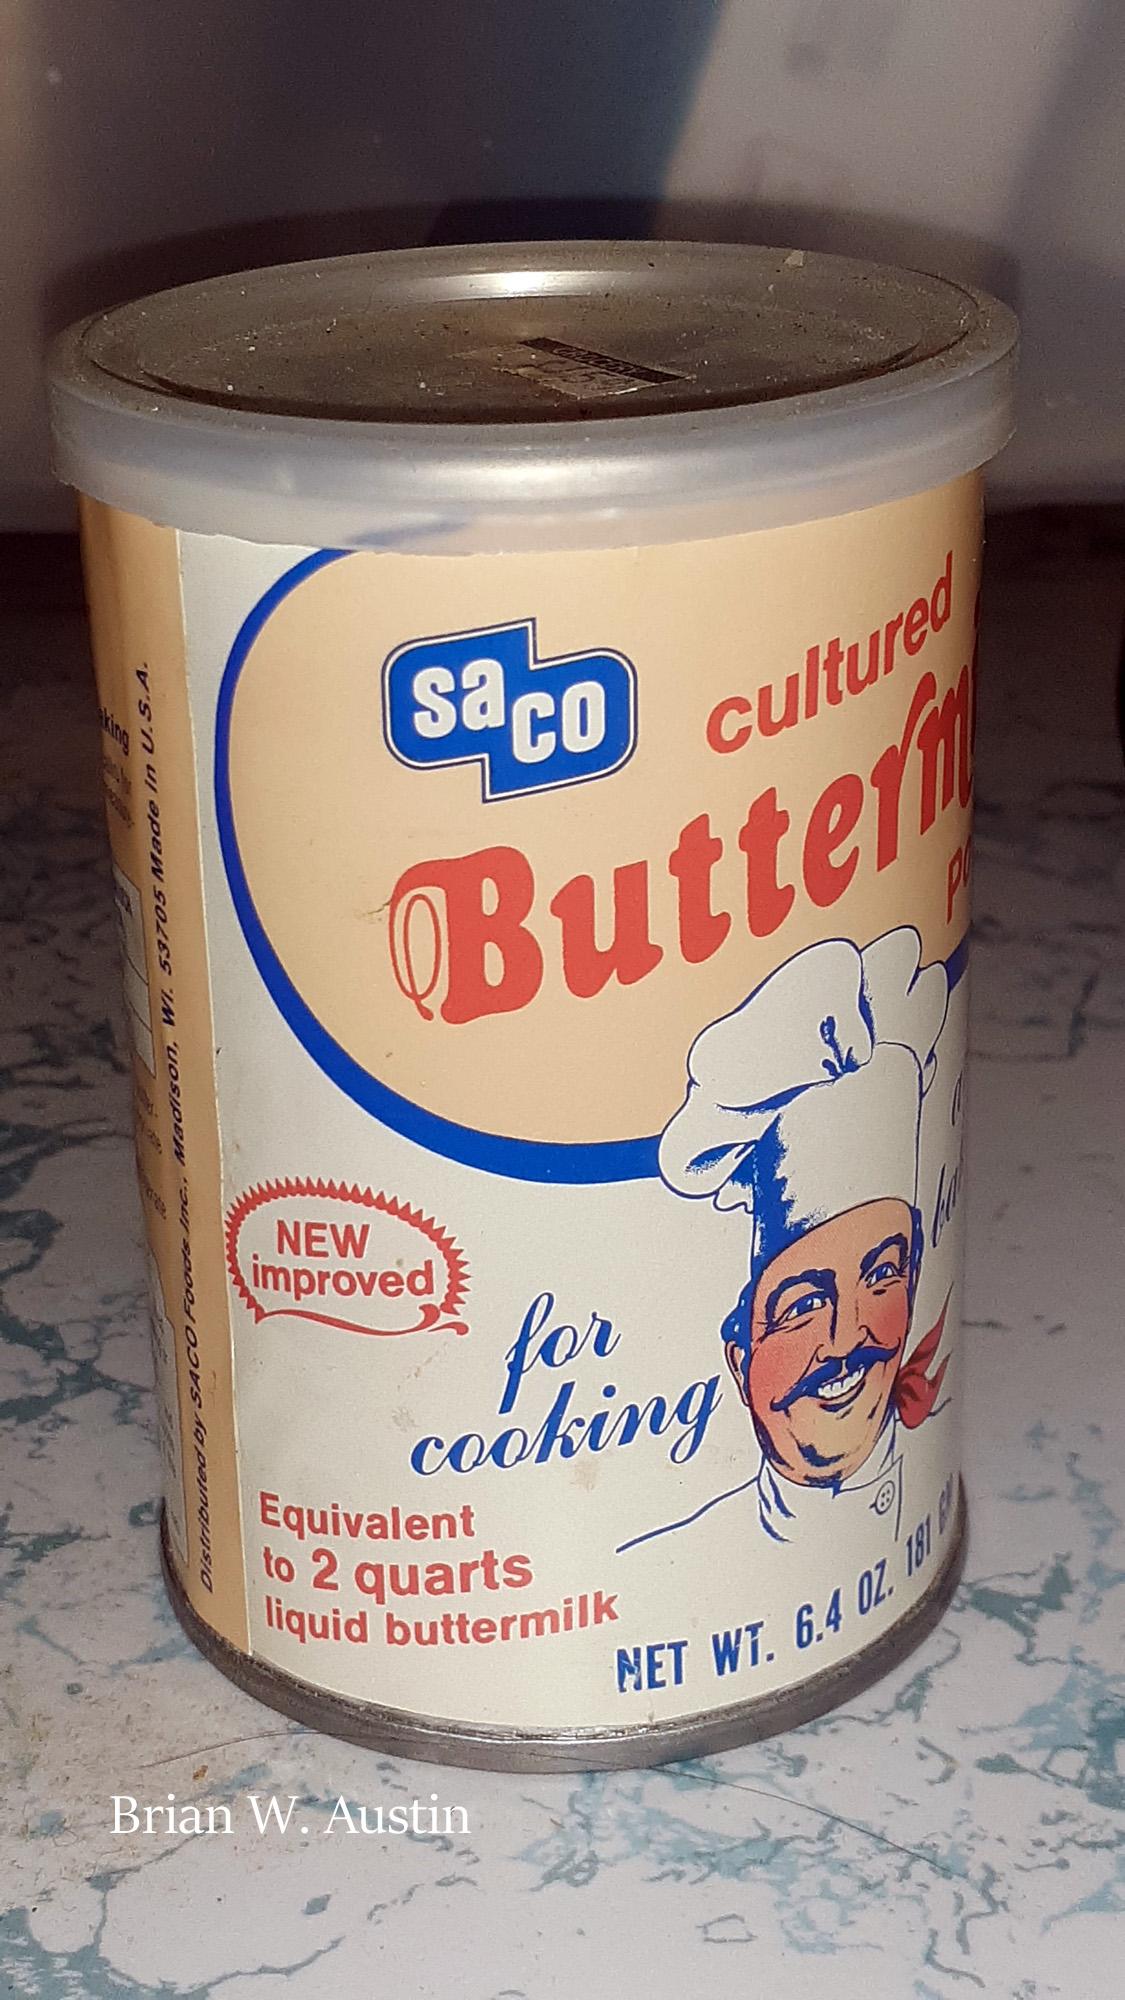 saco
cultured
Butterm
NEW
improved
for
cooking
Equivalent
to 2 quarts
liquid buttermilk
NET WT. 6.4 OZ. 181
Distributed by SACO Foods Inc., Madison, WI. 53705 Made in U.S.A.
Brian W. Austin